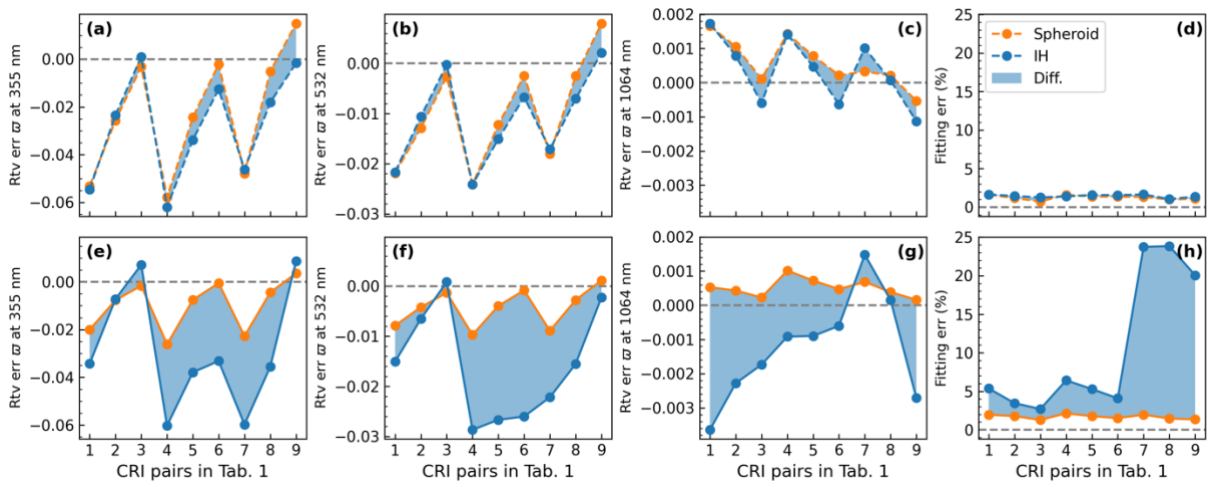 (a)
Rtv err ϖ at 355 nm
0.00
−0.02
−0.04
−0.06
(b)
Rtv err ϖ at 532 nm
0.00
−0.01
−0.02
−0.03
(c)
Rtv err ϖ at 1064 nm
0.002
0.001
0.000
−0.001
−0.002
−0.003
(d)
Fitting err (%)
25
20
15
10
5
0
Spheroid
IH
Diff.
(e)
Rtv err ϖ at 355 nm
0.00
−0.02
−0.04
−0.06
1 2 3 4 5 6 7 8 9
CRI pairs in Tab. 1
(f)
Rtv err ϖ at 532 nm
0.00
−0.01
−0.02
−0.03
1 2 3 4 5 6 7 8 9
CRI pairs in Tab. 1
(g)
Rtv err ϖ at 1064 nm
0.002
0.001
0.000
−0.001
−0.002
−0.003
1 2 3 4 5 6 7 8 9
CRI pairs in Tab. 1
(h)
Fitting err (%)
25
20
15
10
5
0
1 2 3 4 5 6 7 8 9
CRI pairs in Tab. 1